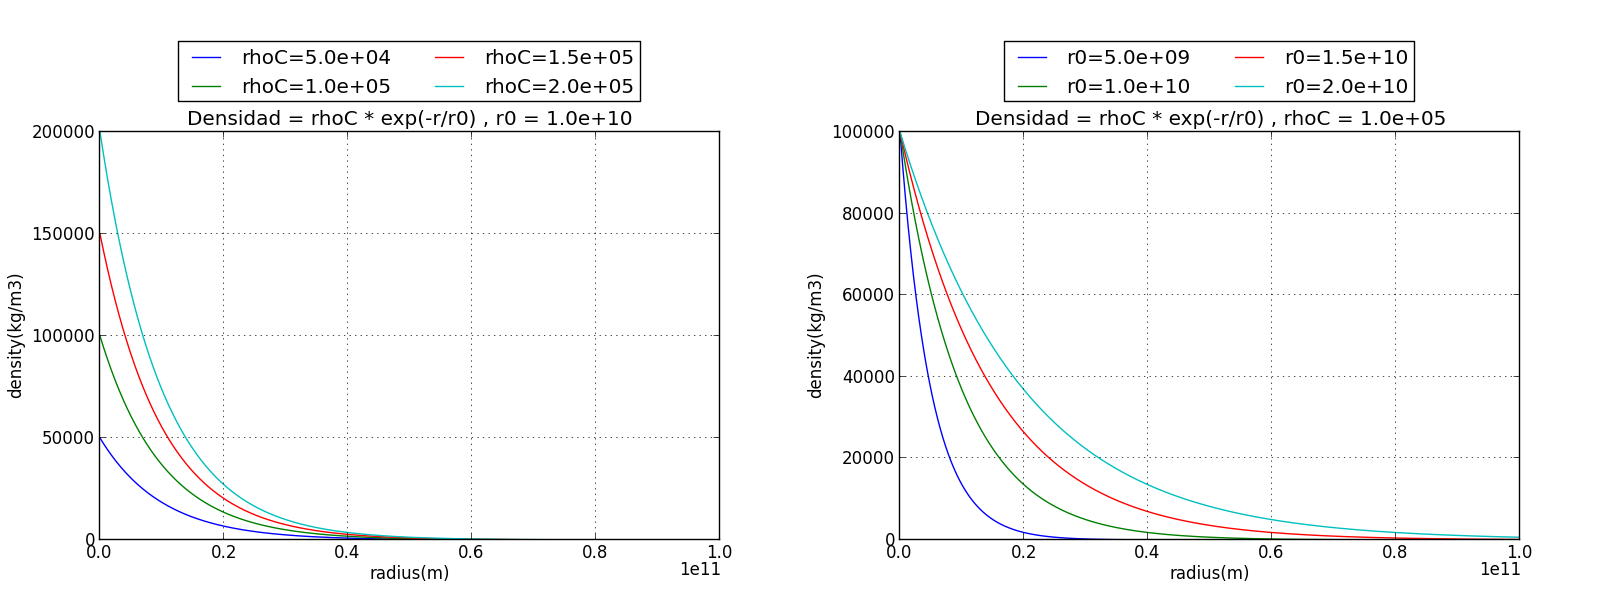 rhoC=5.0e+04 rhoC=1.5e+05
rhoC=1.0e+05 rhoC=2.0e+05
Densidad = rhoC * exp(-r/r0) , r0 = 1.0e+10
200000
150000
100000
50000
0
density(kg/m3)
0.0 0.2 0.4 0.6 0.8 1.0
radius(m)
1e11
r0=5.0e+09 r0=1.5e+10
r0=1.0e+10 r0=2.0e+10
Densidad = rhoC * exp(-r/r0) , rhoC = 1.0e+05
100000
80000
60000
40000
20000
0
density(kg/m3)
0.0 0.2 0.4 0.6 0.8 1.0
radius(m)
1e11